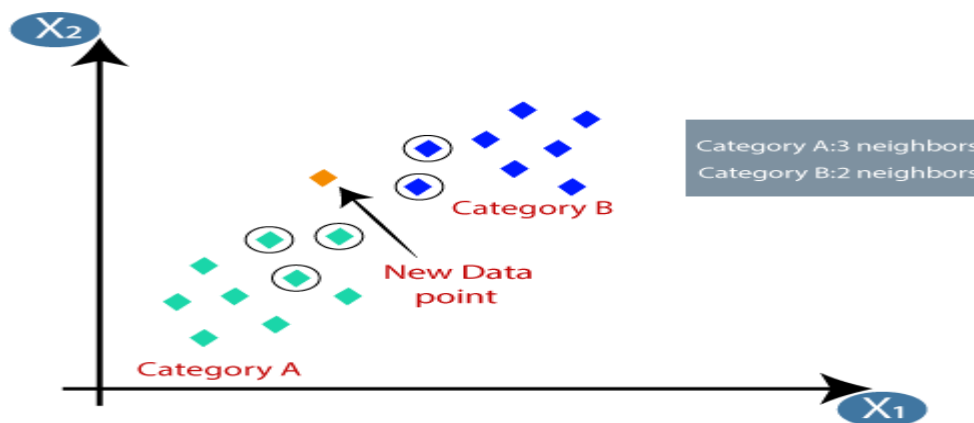 X₂
Category A:3 neighbors
Category B:2 neighbors
Category B
New Data
point
Category A
X₁